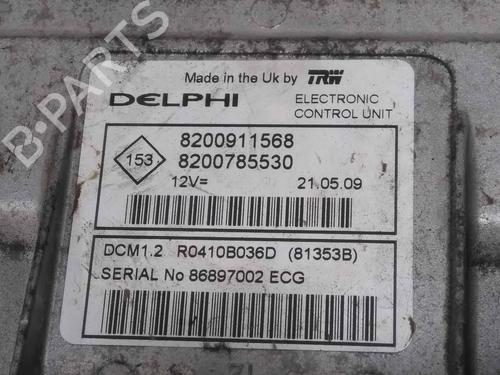 Made in the Uk by TRW
DELPHI ELECTRONIC CONTROL UNIT
153
8200911568
8200785530
12V= 21.05.09
DCM1.2 R0410B036D (81353B)
SERIAL No 86897002 ECG
B-PARTS